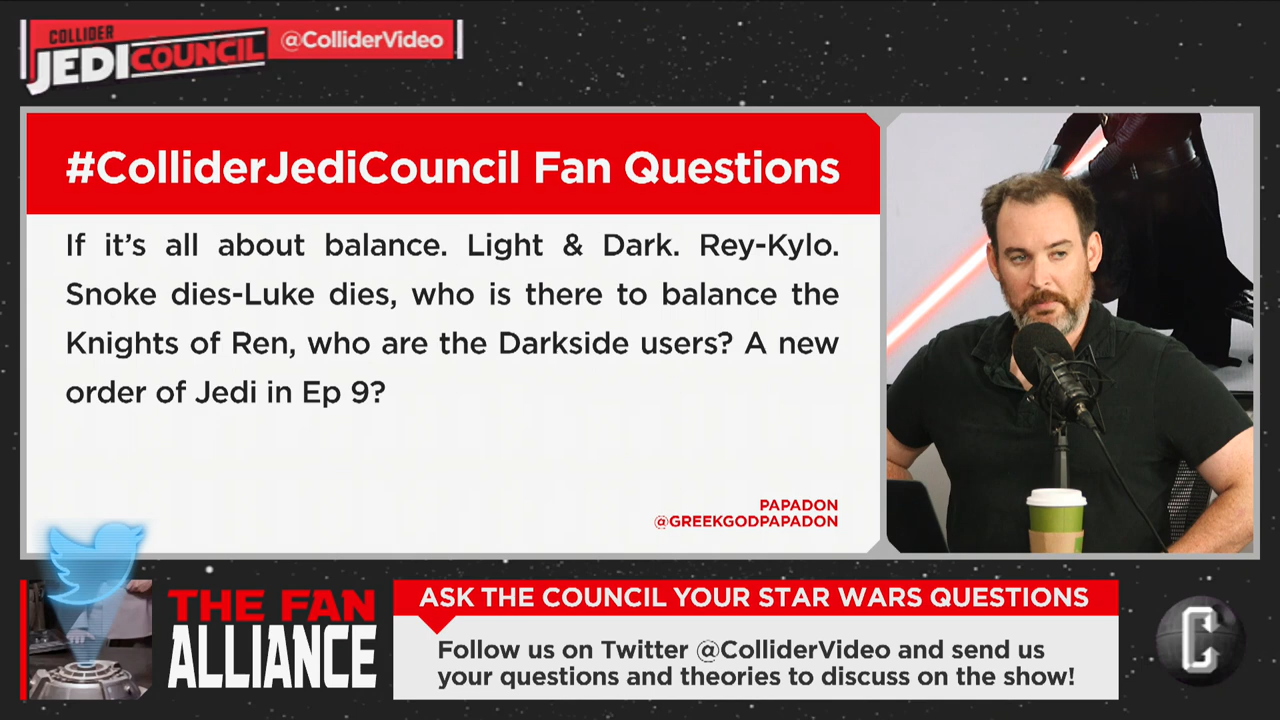 COLLIDER
JEDI COUNCIL
@ColliderVideo
#ColliderJediCouncil Fan Questions
If it’s all about balance. Light & Dark. Rey-Kylo.
Snoke dies-Luke dies, who is there to balance the
Knights of Ren, who are the Darkside users? A new
order of Jedi in Ep 9?
PAPADON
@GREEKGODPAPADON
THE FAN
ALLIANCE
ASK THE COUNCIL YOUR STAR WARS QUESTIONS
Follow us on Twitter @ColliderVideo and send us
your questions and theories to discuss on the show!
C